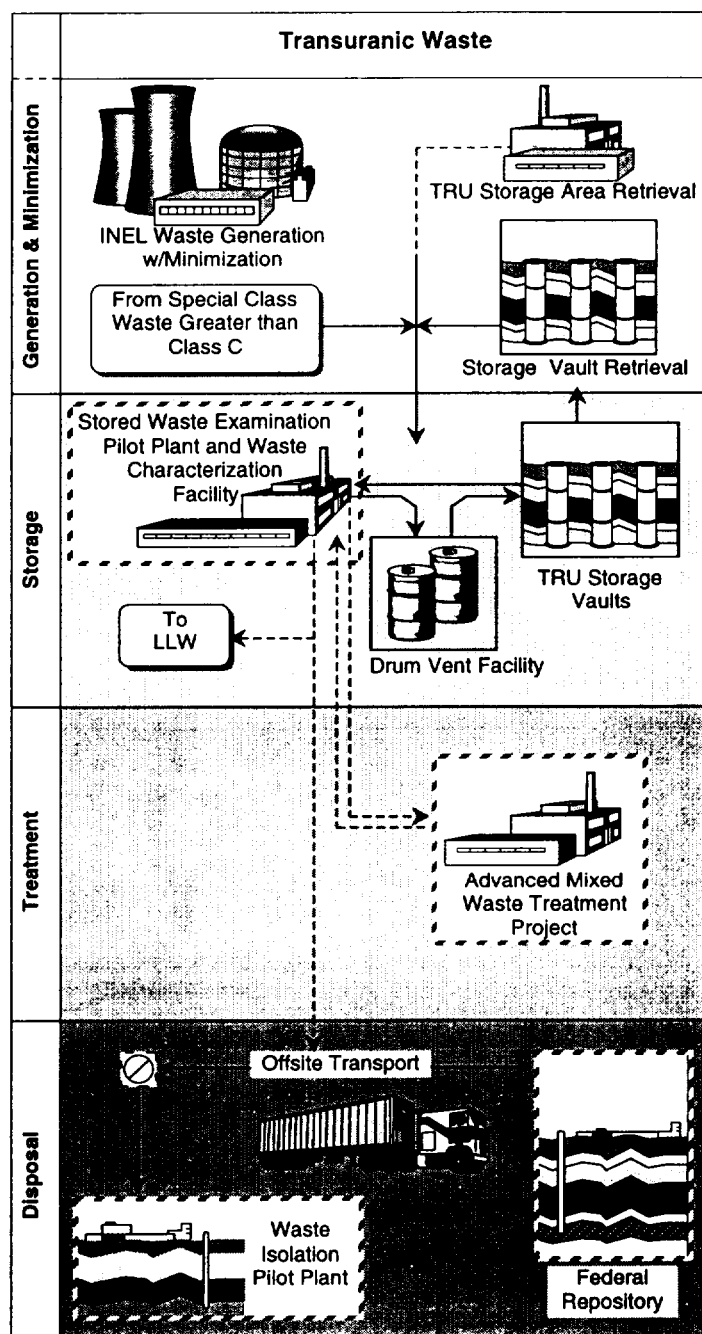 Transuranic Waste
Generation & Minimization
INEL Waste Generation
w/Minimization
TRU Storage Area Retrieval
From Special Class
Waste Greater than
Class C
Storage Vault Retrieval
Storage
Stored Waste Examination
Pilot Plant and Waste
Characterization
Facility
TRU Storage
Vaults
To
LLW
Drum Vent Facility
Treatment
Advanced Mixed
Waste Treatment
Project
Disposal
Offsite Transport
Waste
Isolation
Pilot Plant
Federal
Repository